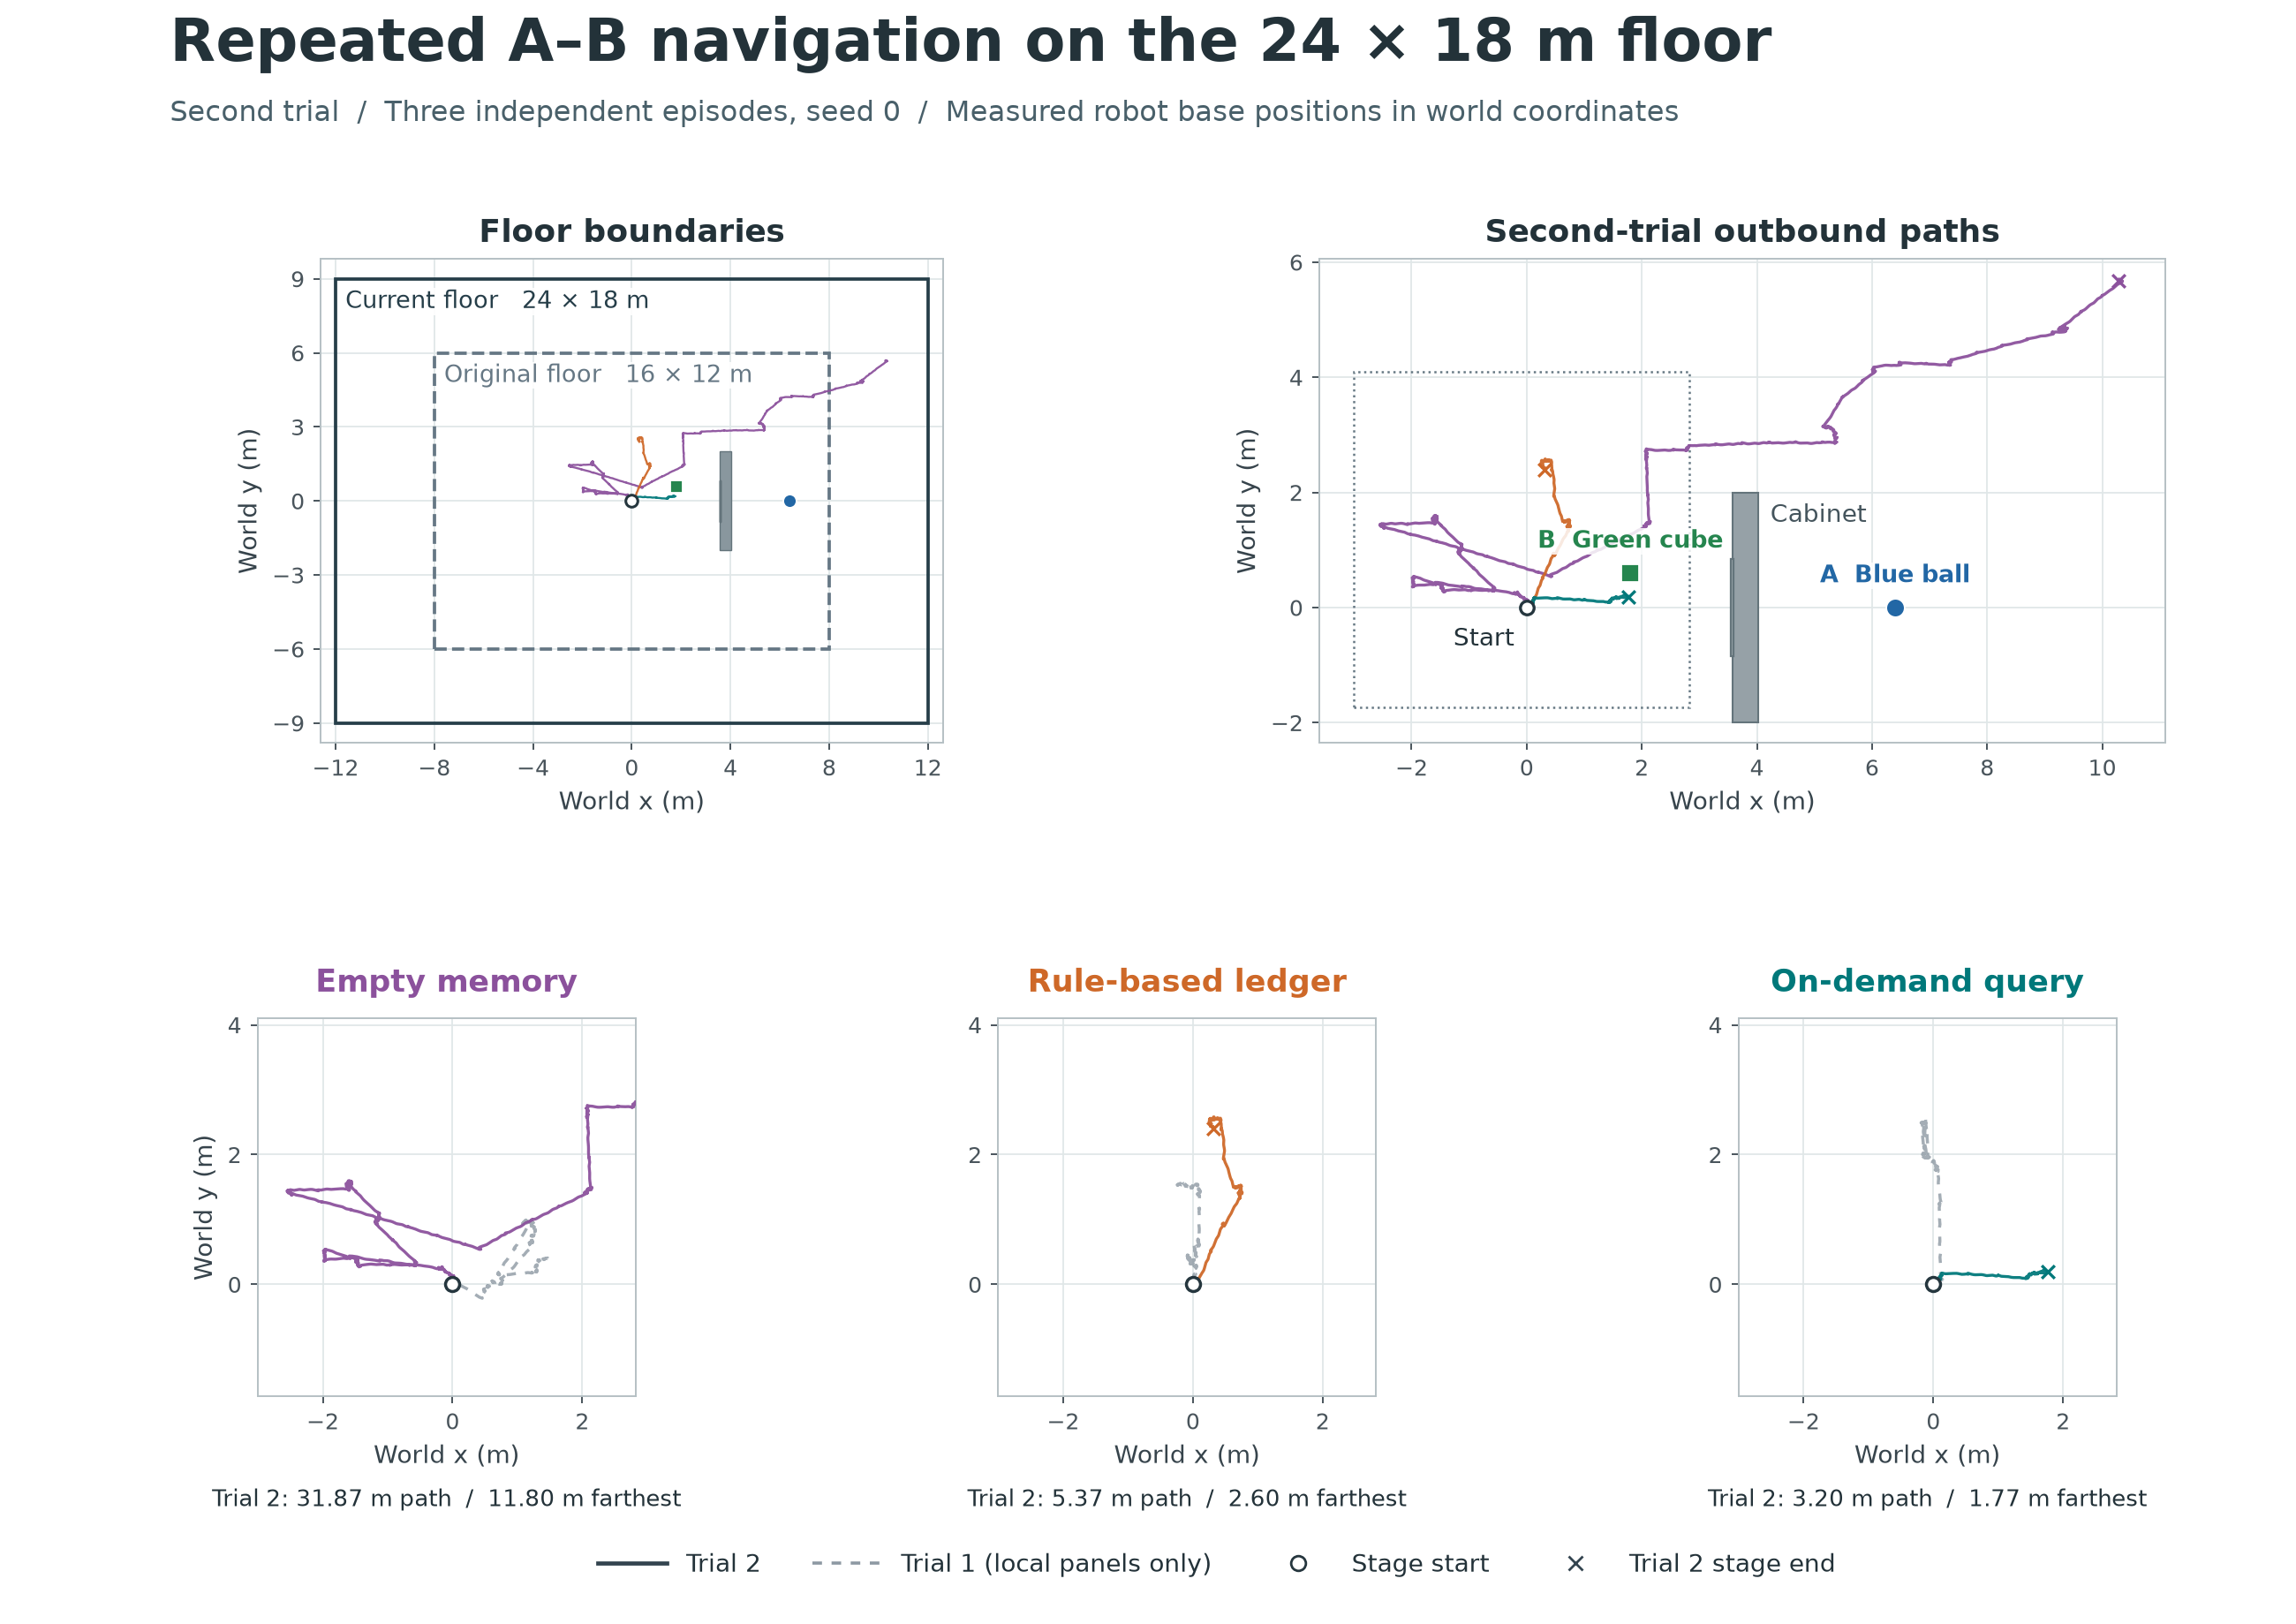 Repeated A–B navigation on the 24 × 18 m floor
Second trial / Three independent episodes, seed 0 / Measured robot base positions in world coordinates
Floor boundaries
9
6
3
0
−3
−6
−9
World y (m)
Current floor 24 × 18 m
Original floor 16 × 12 m
−12 −8 −4 0 4 8 12
World x (m)
Second-trial outbound paths
6
4
2
0
−2
World y (m)
Cabinet
B Green cube
A Blue ball
Start
−2 0 2 4 6 8 10
World x (m)
Empty memory
4
2
0
World y (m)
−2 0 2
World x (m)
Trial 2: 31.87 m path / 11.80 m farthest
Rule-based ledger
4
2
0
−2 0 2
World x (m)
Trial 2: 5.37 m path / 2.60 m farthest
On-demand query
4
2
0
−2 0 2
World x (m)
Trial 2: 3.20 m path / 1.77 m farthest
Trial 2
Trial 1 (local panels only)
Stage start
Trial 2 stage end